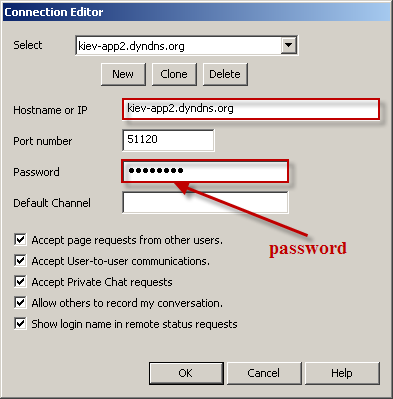 Connection Editor
Select kiev-app2.dyndns.org
New Clone Delete
Hostname or IP kiev-app2.dyndns.org
Port number 51120
Password ●●●●●●●●
Default Channel
password
Accept page requests from other users.
Accept User-to-user communications.
Accept Private Chat requests
Allow others to record my conversation.
Show login name in remote status requests
OK Cancel Help